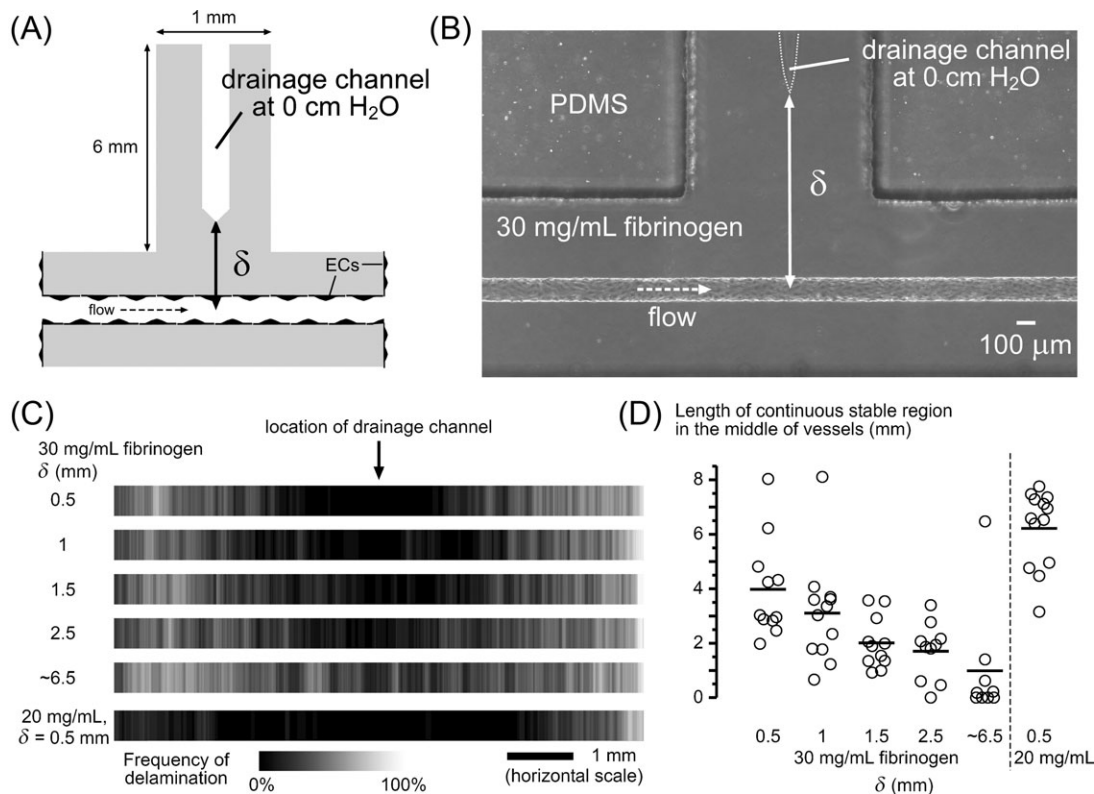 (A)
1 mm
drainage channel
at 0 cm H₂O
6 mm
δ
ECs
flow
(B)
drainage channel
at 0 cm H₂O
PDMS
δ
30 mg/mL fibrinogen
flow
100 μm
(C)
location of drainage channel
30 mg/mL fibrinogen
δ (mm)
0.5
1
1.5
2.5
~6.5
20 mg/mL,
δ = 0.5 mm
Frequency of
delamination
0%
100%
1 mm
(horizontal scale)
(D)
Length of continuous stable region
in the middle of vessels (mm)
8
6
4
2
0
0.5 1 1.5 2.5 ~6.5 0.5
30 mg/mL fibrinogen 20 mg/mL
δ (mm)